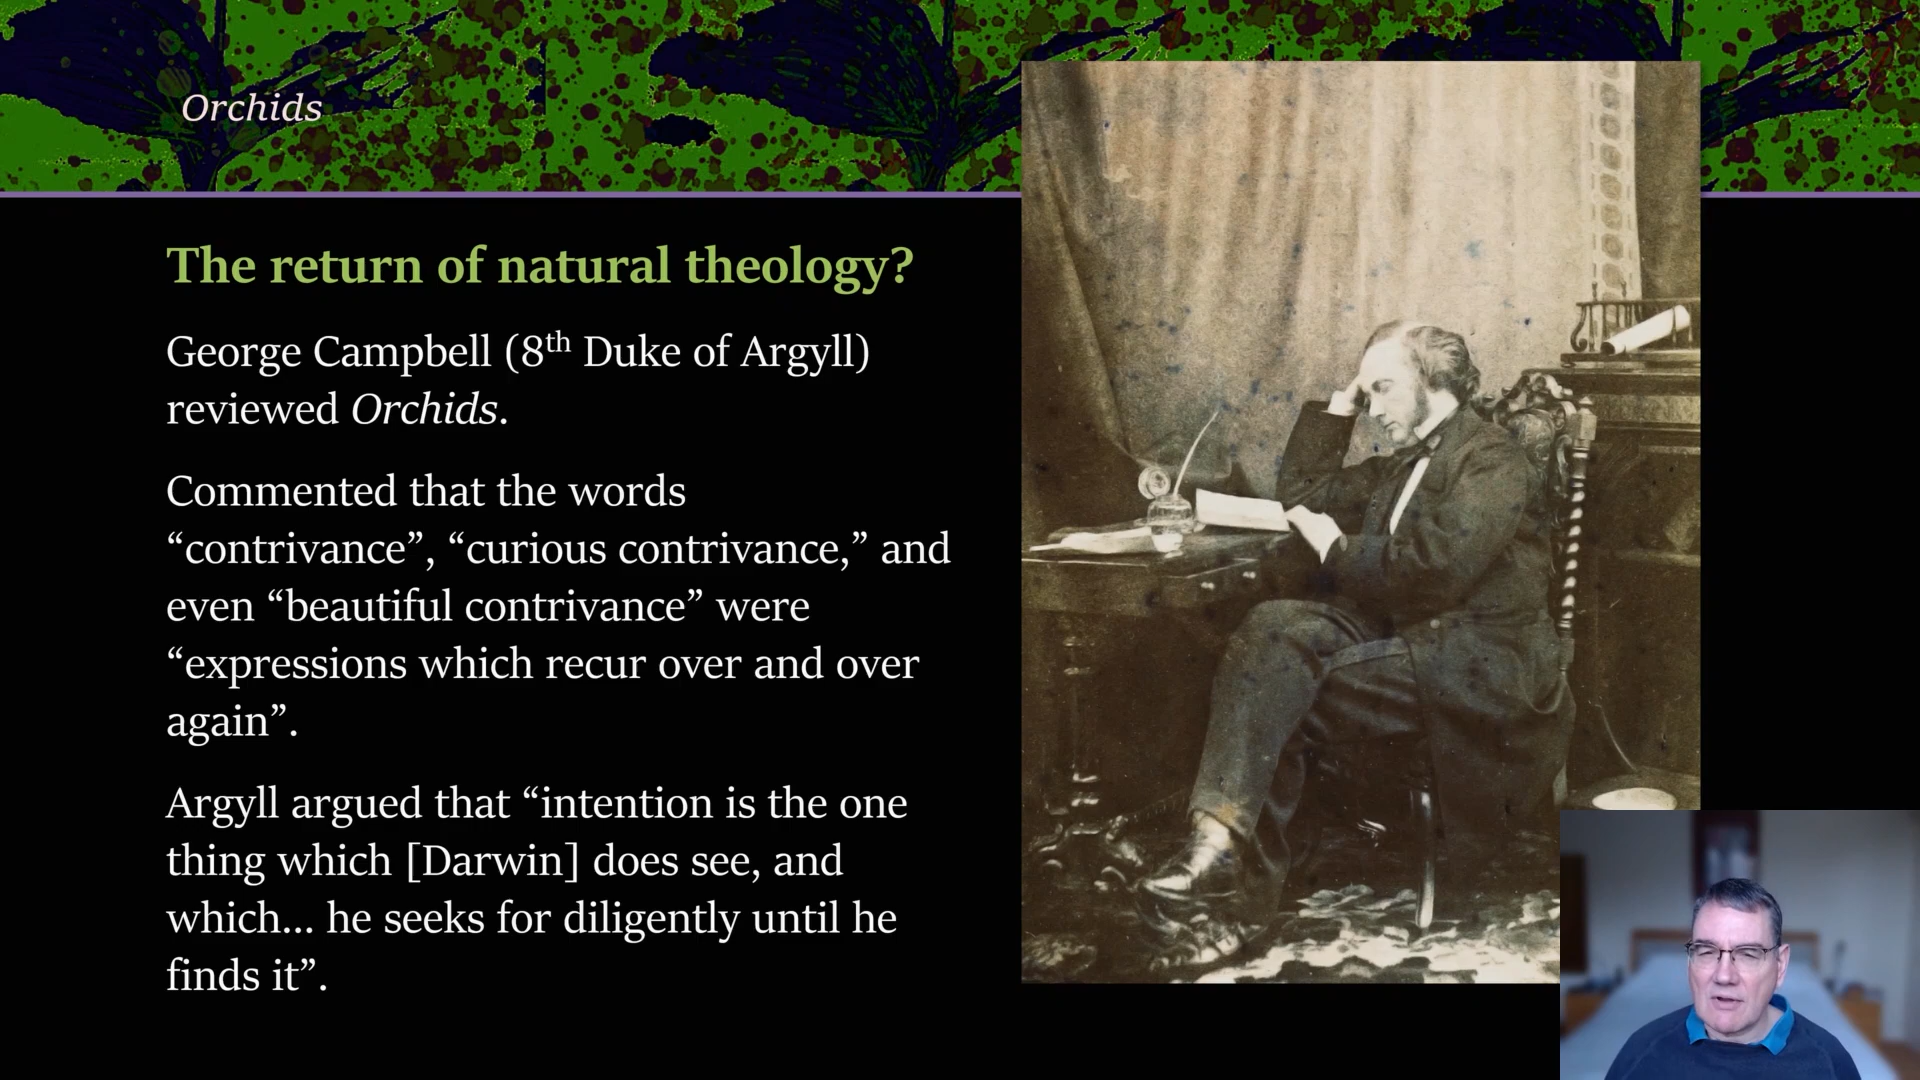 Orchids
The return of natural theology?
George Campbell (8th Duke of Argyll)
reviewed Orchids.
Commented that the words
“contrivance”, “curious contrivance,” and
even “beautiful contrivance” were
“expressions which recur over and over
again”.
Argyll argued that “intention is the one
thing which [Darwin] does see, and
which... he seeks for diligently until he
finds it”.